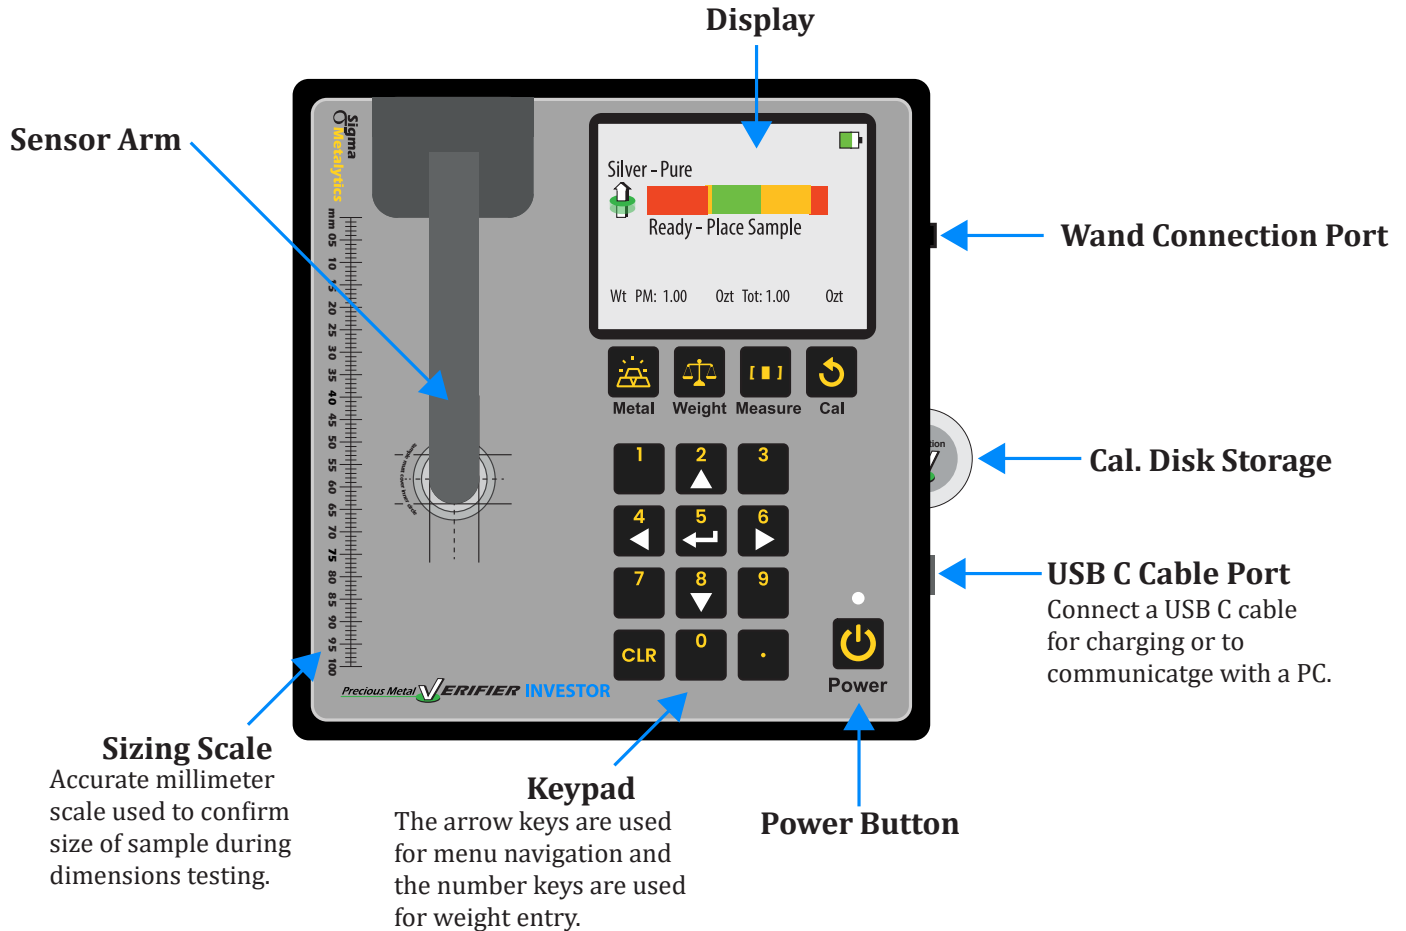 Display
Sensor Arm
Sigma
Metalytics
Silver - Pure
Ready - Place Sample
Wt PM: 1.00 Ozt Tot: 1.00 Ozt
Wand Connection Port
Metal Weight Measure Cal
mm 05 10 15 20 25 30 35 40 45 50 55 60 65 70 75 80 85 90 95 100
Sample must cover inner circle
1 2 3
4 5 6
7 8 9
CLR 0 .
Cal. Disk Storage
USB C Cable Port
Connect a USB C cable
for charging or to
communicatge with a PC.
Power
Precious Metal VERIFIER INVESTOR
Sizing Scale
Accurate millimeter
scale used to confirm
size of sample during
dimensions testing.
Keypad
The arrow keys are used
for menu navigation and
the number keys are used
for weight entry.
Power Button